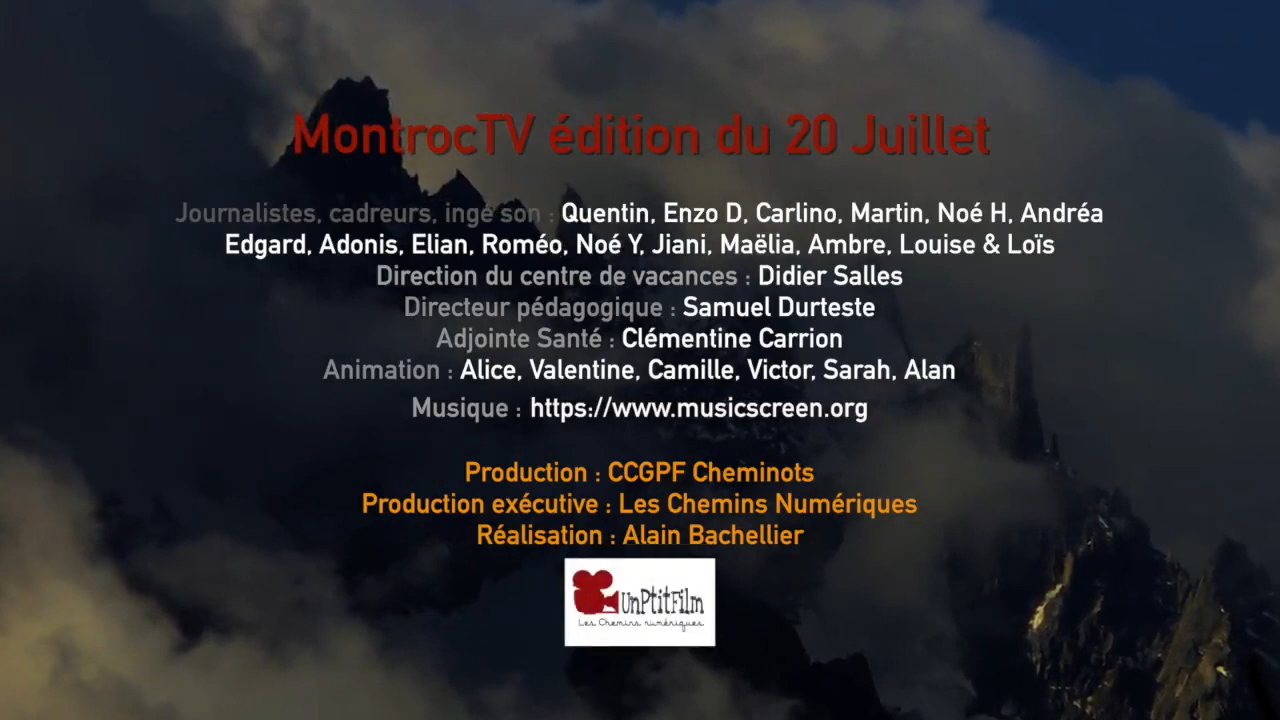 MontrocTV édition du 20 Juillet
Journalistes, cadreurs, ingé son : Quentin, Enzo D, Carlino, Martin, Noé H, Andréa
Edgard, Adonis, Elian, Roméo, Noé Y, Jiani, Maëlia, Ambre, Louise & Loïs
Direction du centre de vacances : Didier Salles
Directeur pédagogique : Samuel Durteste
Adjointe Santé : Clémentine Carrion
Animation : Alice, Valentine, Camille, Victor, Sarah, Alan
Musique : https://www.musicscreen.org
Production : CCGPF Cheminots
Production exécutive : Les Chemins Numériques
Réalisation : Alain Bachellier
UnPtitFilm
Les Chemins numériques